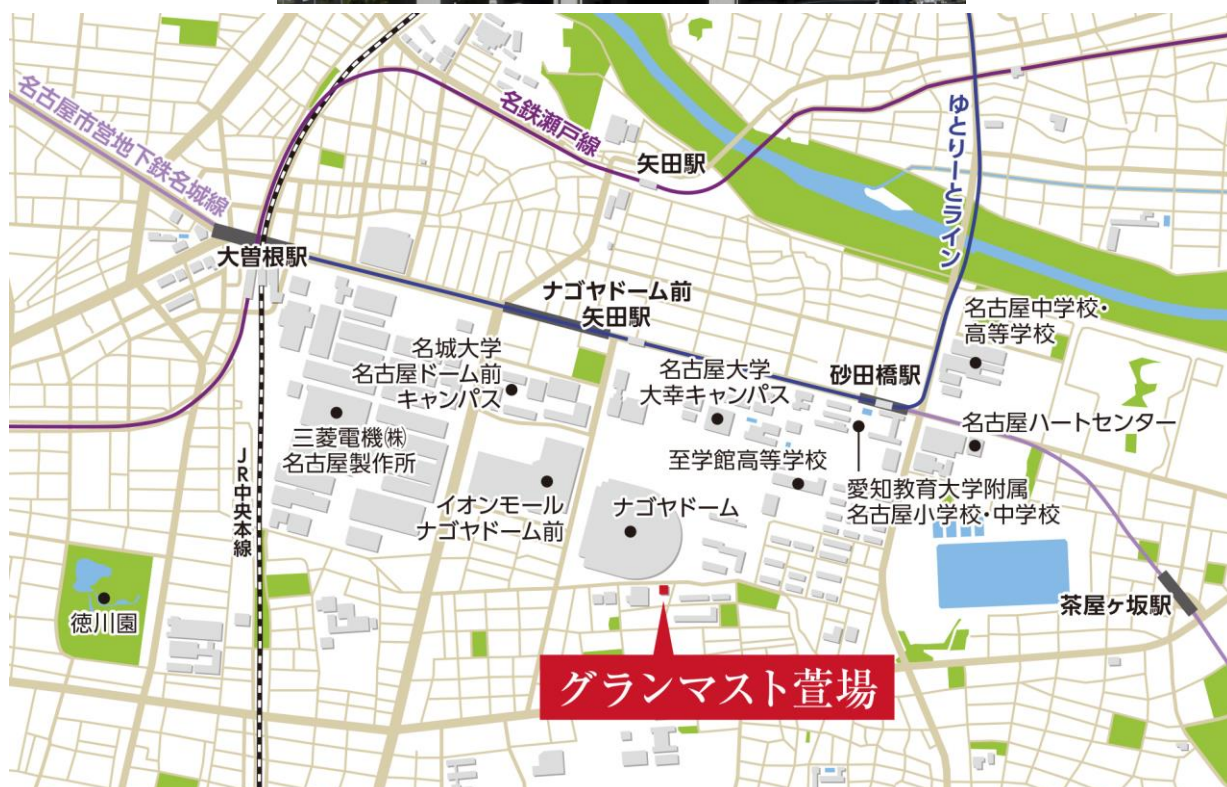 名古屋市営地下鉄名城線
名鉄瀬戸線
矢田駅
ゆとりーとライン
大曽根駅
ナゴヤドーム前
矢田駅
名古屋中学校・
高等学校
名城大学
名古屋ドーム前
キャンパス
名古屋大学
大幸キャンパス
砂田橋駅
三菱電機㈱
名古屋製作所
至学館高等学校
名古屋ハートセンター
JR中央本線
イオンモール
ナゴヤドーム前
ナゴヤドーム
愛知教育大学附属
名古屋小学校・中学校
徳川園
茶屋ヶ坂駅
グランマスト萱場